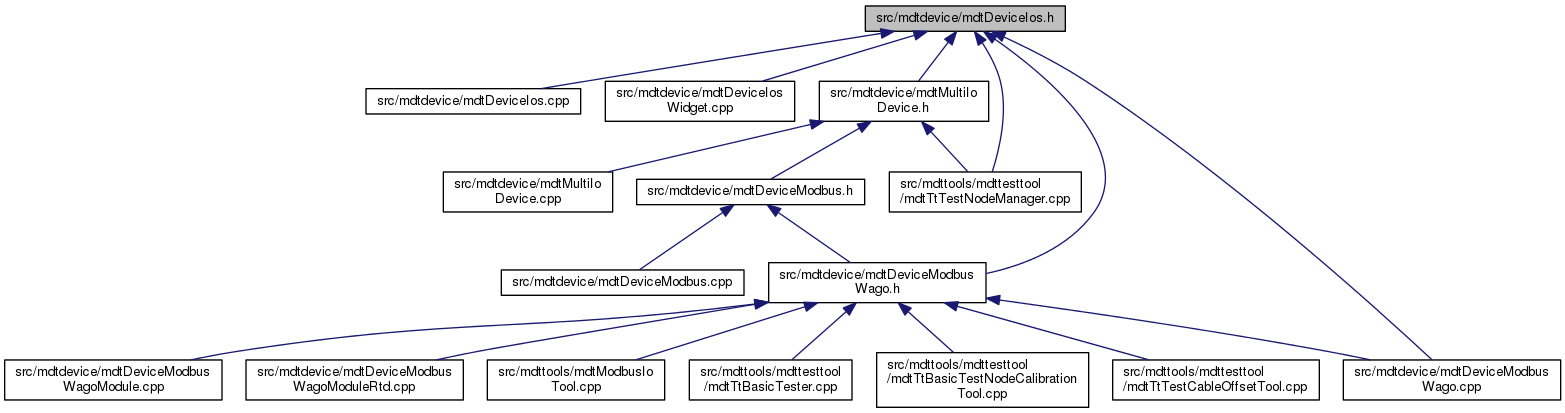 src/mdtdevice/mdtDeviceIos.h
src/mdtdevice/mdtDeviceIos.cpp
src/mdtdevice/mdtDeviceIos
Widget.cpp
src/mdtdevice/mdtMultiIo
Device.h
src/mdtdevice/mdtMultiIo
Device.cpp
src/mdtdevice/mdtDeviceModbus.h
src/mdttools/mdttesttool
/mdtTtTestNodeManager.cpp
src/mdtdevice/mdtDeviceModbus.cpp
src/mdtdevice/mdtDeviceModbus
Wago.h
src/mdtdevice/mdtDeviceModbus
WagoModule.cpp
src/mdtdevice/mdtDeviceModbus
WagoModuleRtd.cpp
src/mdttools/mdtModbusIo
Tool.cpp
src/mdttools/mdttesttool
/mdtTtBasicTester.cpp
src/mdttools/mdttesttool
/mdtTtBasicTestNodeCalibration
Tool.cpp
src/mdttools/mdttesttool
/mdtTtTestCableOffsetTool.cpp
src/mdtdevice/mdtDeviceModbus
Wago.cpp